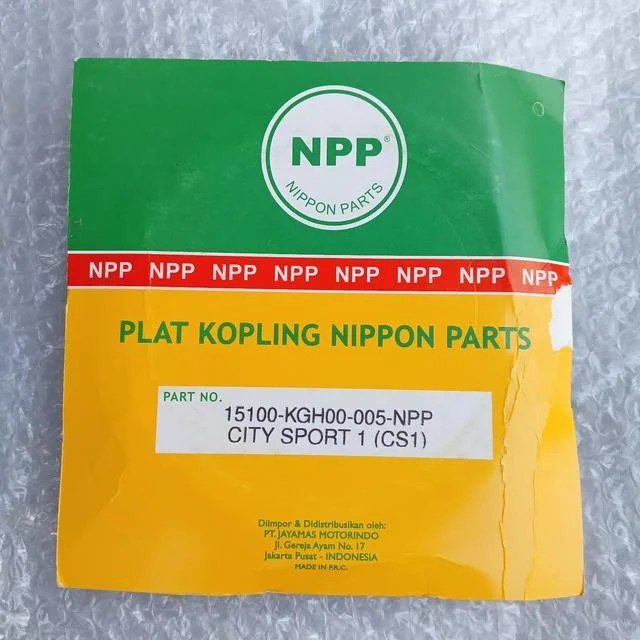 NPP®
NIPPON PARTS
NPP NPP NPP NPP NPP NPP NPP NPP
PLAT KOPLING NIPPON PARTS
PART NO.
15100-KGH00-005-NPP
CITY SPORT 1 (CS1)
Diimpor & Didistribusikan oleh:
PT. JAYAMAS MOTORINDO
Jl. Gereja Ayam No. 17
Jakarta Pusat - INDONESIA
MADE IN P.R.C.